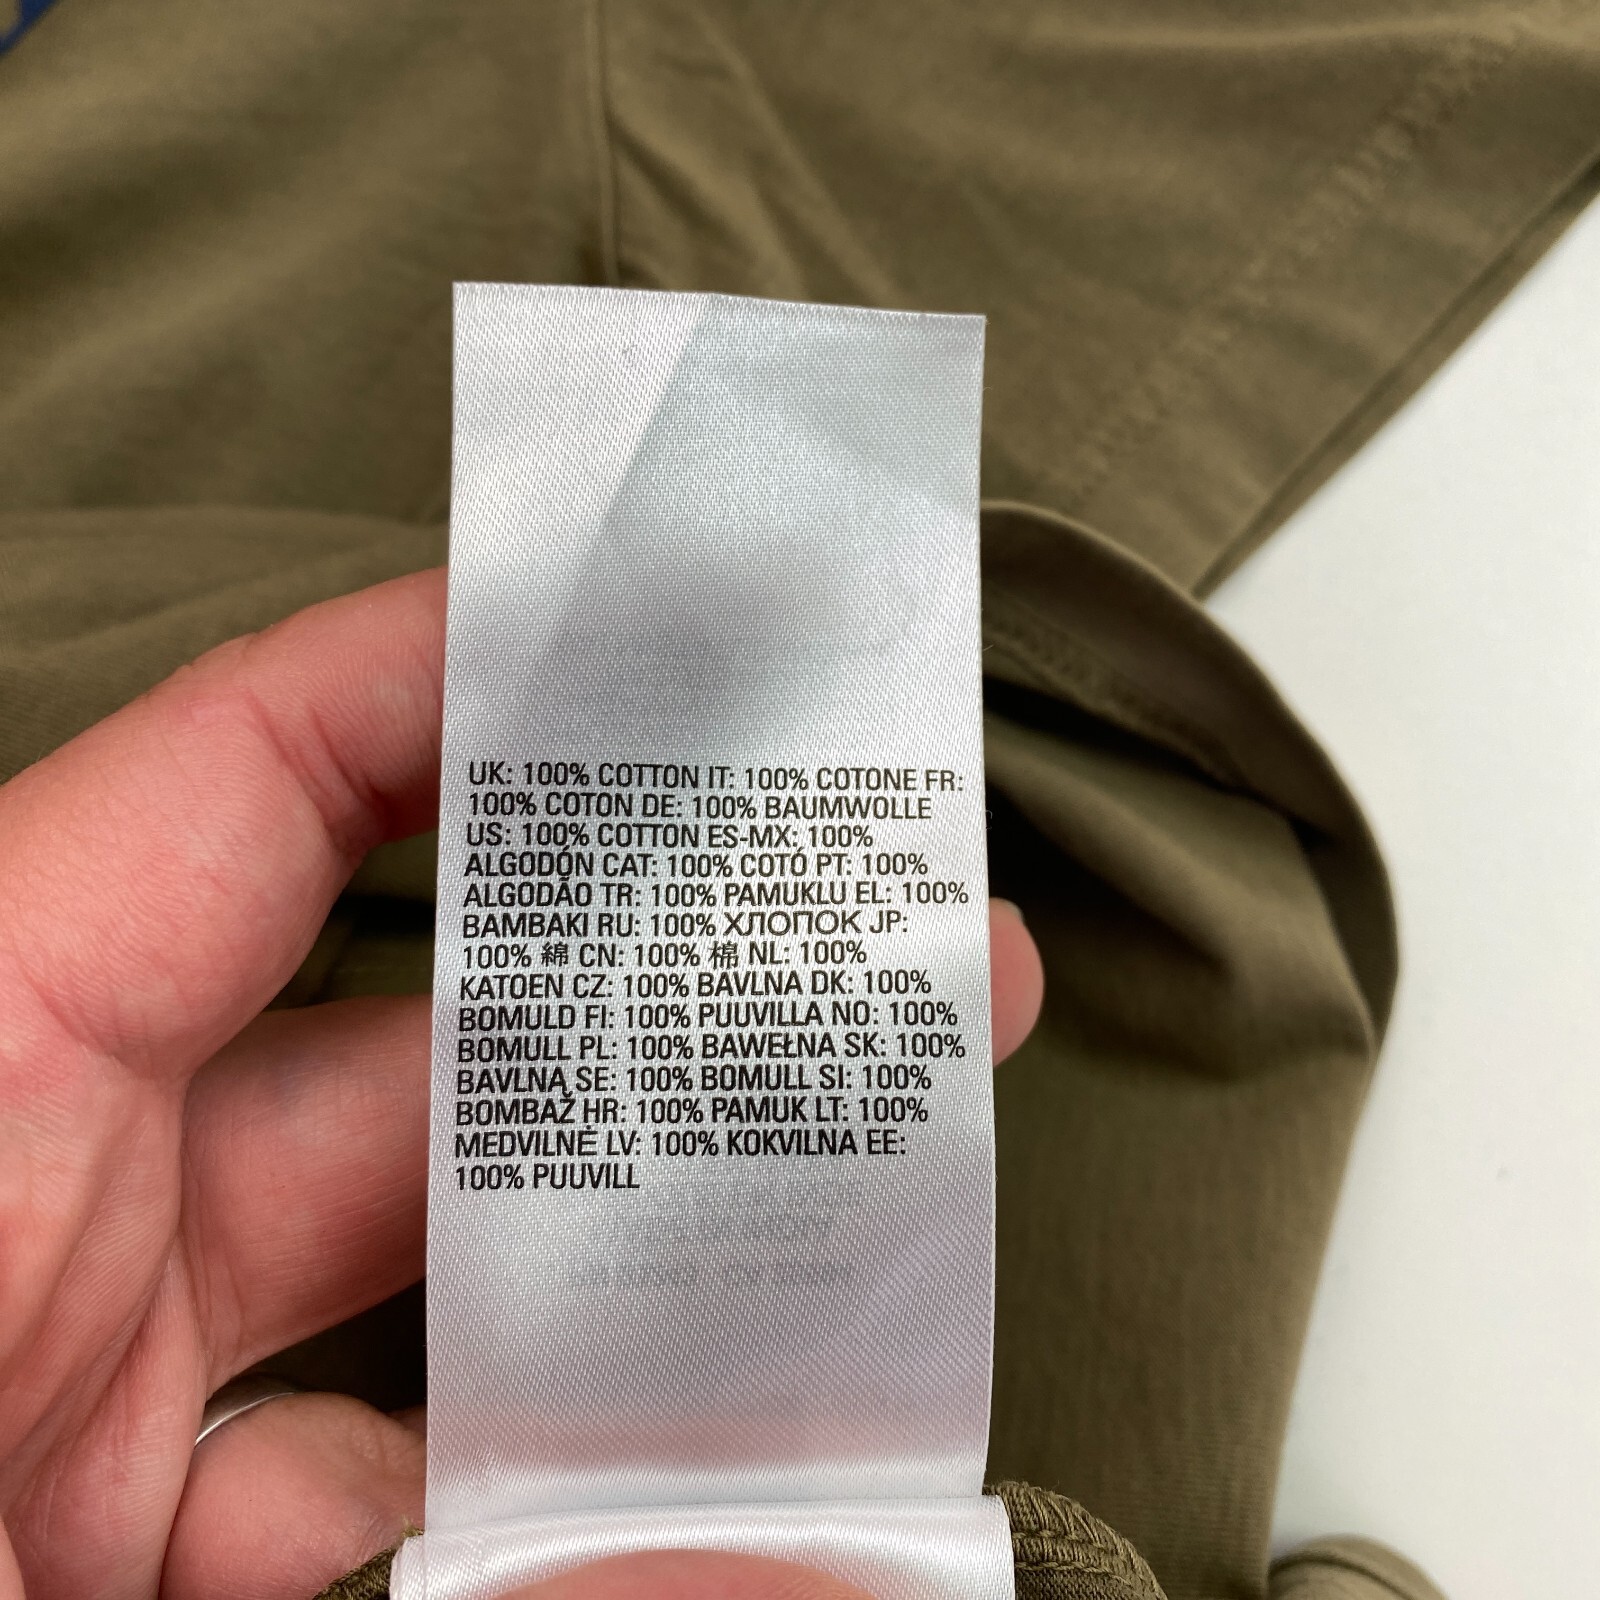 UK: 100% COTTON IT: 100% COTONE FR:
100% COTON DE: 100% BAUMWOLLE
US: 100% COTTON ES-MX: 100%
ALGODÓN CAT: 100% COTÓ PT: 100%
ALGODÃO TR: 100% PAMUKLU EL: 100%
BAMBAKI RU: 100% ХЛОПОК JP:
100% 綿 CN: 100% 棉 NL: 100%
KATOEN CZ: 100% BAVLNA DK: 100%
BOMULD FI: 100% PUUVILLA NO: 100%
BOMULL PL: 100% BAWEŁNA SK: 100%
BAVLNA SE: 100% BOMULL SI: 100%
BOMBAŽ HR: 100% PAMUK LT: 100%
MEDVILNĖ LV: 100% KOKVILNA EE:
100% PUUVILL